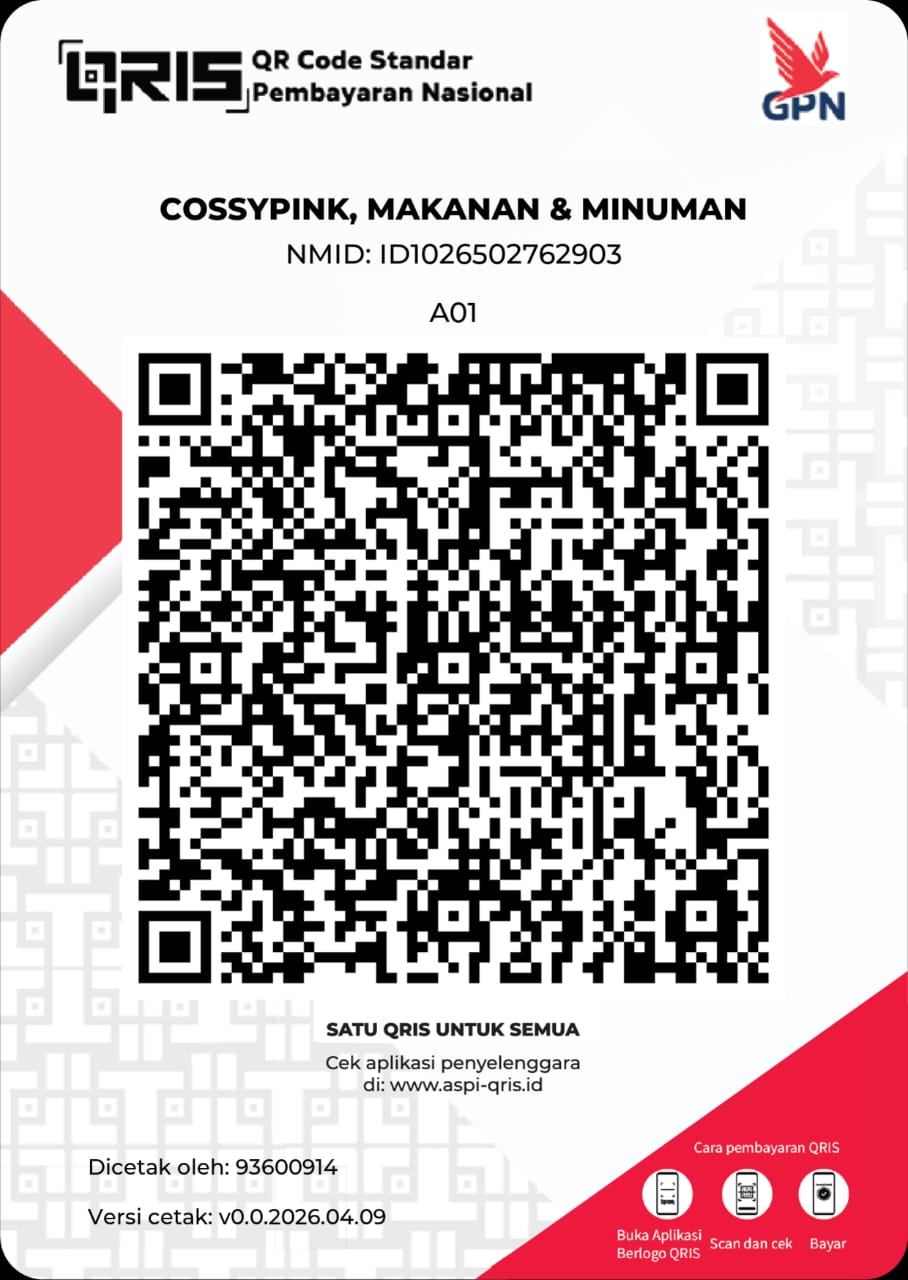 QRIS
QR Code Standar
Pembayaran Nasional
GPN
COSSYPINK, MAKANAN & MINUMAN
NMID: ID1026502762903
A01
SATU QRIS UNTUK SEMUA
Cek aplikasi penyelenggara
di: www.aspi-qris.id
Dicetak oleh: 93600914
Versi cetak: v0.0.2026.04.09
Cara pembayaran QRIS
Buka Aplikasi
Berlogo QRIS
Scan dan cek
Bayar